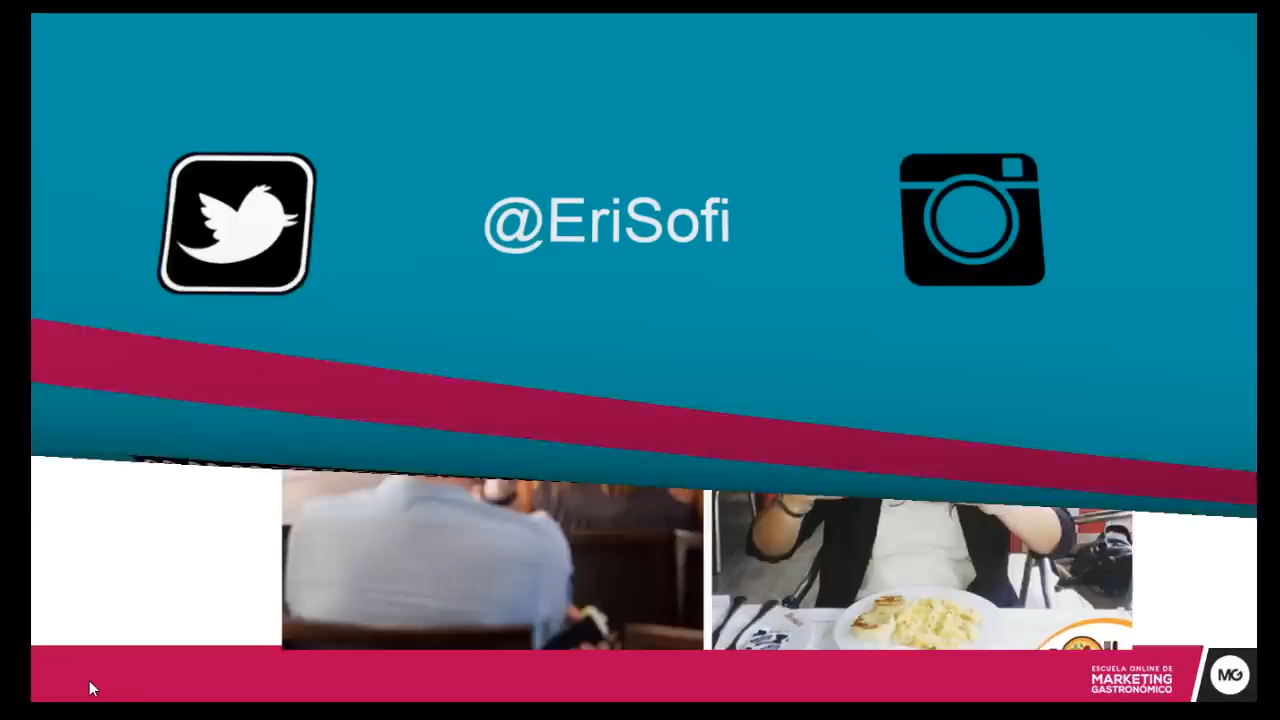 @EriSofi
ESCUELA ONLINE DE
MARKETING
GASTRONÓMICO
MG